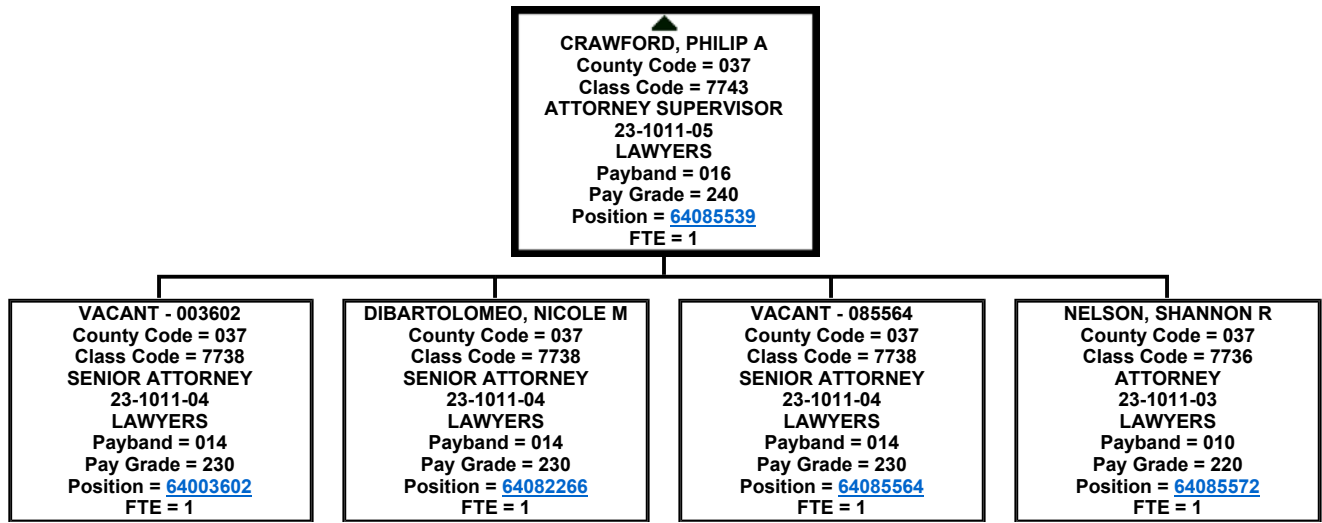 CRAWFORD, PHILIP A
County Code = 037
Class Code = 7743
ATTORNEY SUPERVISOR
23-1011-05
LAWYERS
Payband = 016
Pay Grade = 240
Position = 64085539
FTE = 1
VACANT - 003602
County Code = 037
Class Code = 7738
SENIOR ATTORNEY
23-1011-04
LAWYERS
Payband = 014
Pay Grade = 230
Position = 64003602
FTE = 1
DIBARTOLOMEO, NICOLE M
County Code = 037
Class Code = 7738
SENIOR ATTORNEY
23-1011-04
LAWYERS
Payband = 014
Pay Grade = 230
Position = 64082266
FTE = 1
VACANT - 085564
County Code = 037
Class Code = 7738
SENIOR ATTORNEY
23-1011-04
LAWYERS
Payband = 014
Pay Grade = 230
Position = 64085564
FTE = 1
NELSON, SHANNON R
County Code = 037
Class Code = 7736
ATTORNEY
23-1011-03
LAWYERS
Payband = 010
Pay Grade = 220
Position = 64085572
FTE = 1